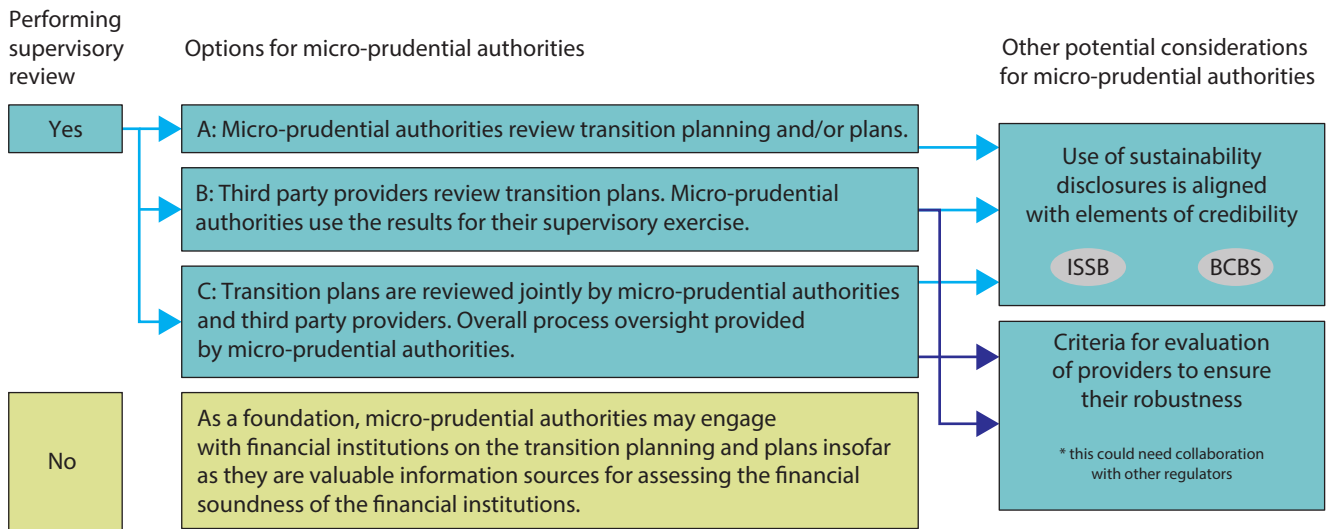 Performing
supervisory
review
Options for micro-prudential authorities
Other potential considerations
for micro-prudential authorities
Yes
A: Micro-prudential authorities review transition planning and/or plans.
B: Third party providers review transition plans. Micro-prudential
authorities use the results for their supervisory exercise.
C: Transition plans are reviewed jointly by micro-prudential authorities
and third party providers. Overall process oversight provided
by micro-prudential authorities.
Use of sustainability
disclosures is aligned
with elements of credibility
ISSB
BCBS
Criteria for evaluation
of providers to ensure
their robustness
* this could need collaboration
with other regulators
No
As a foundation, micro-prudential authorities may engage
with financial institutions on the transition planning and plans insofar
as they are valuable information sources for assessing the financial
soundness of the financial institutions.